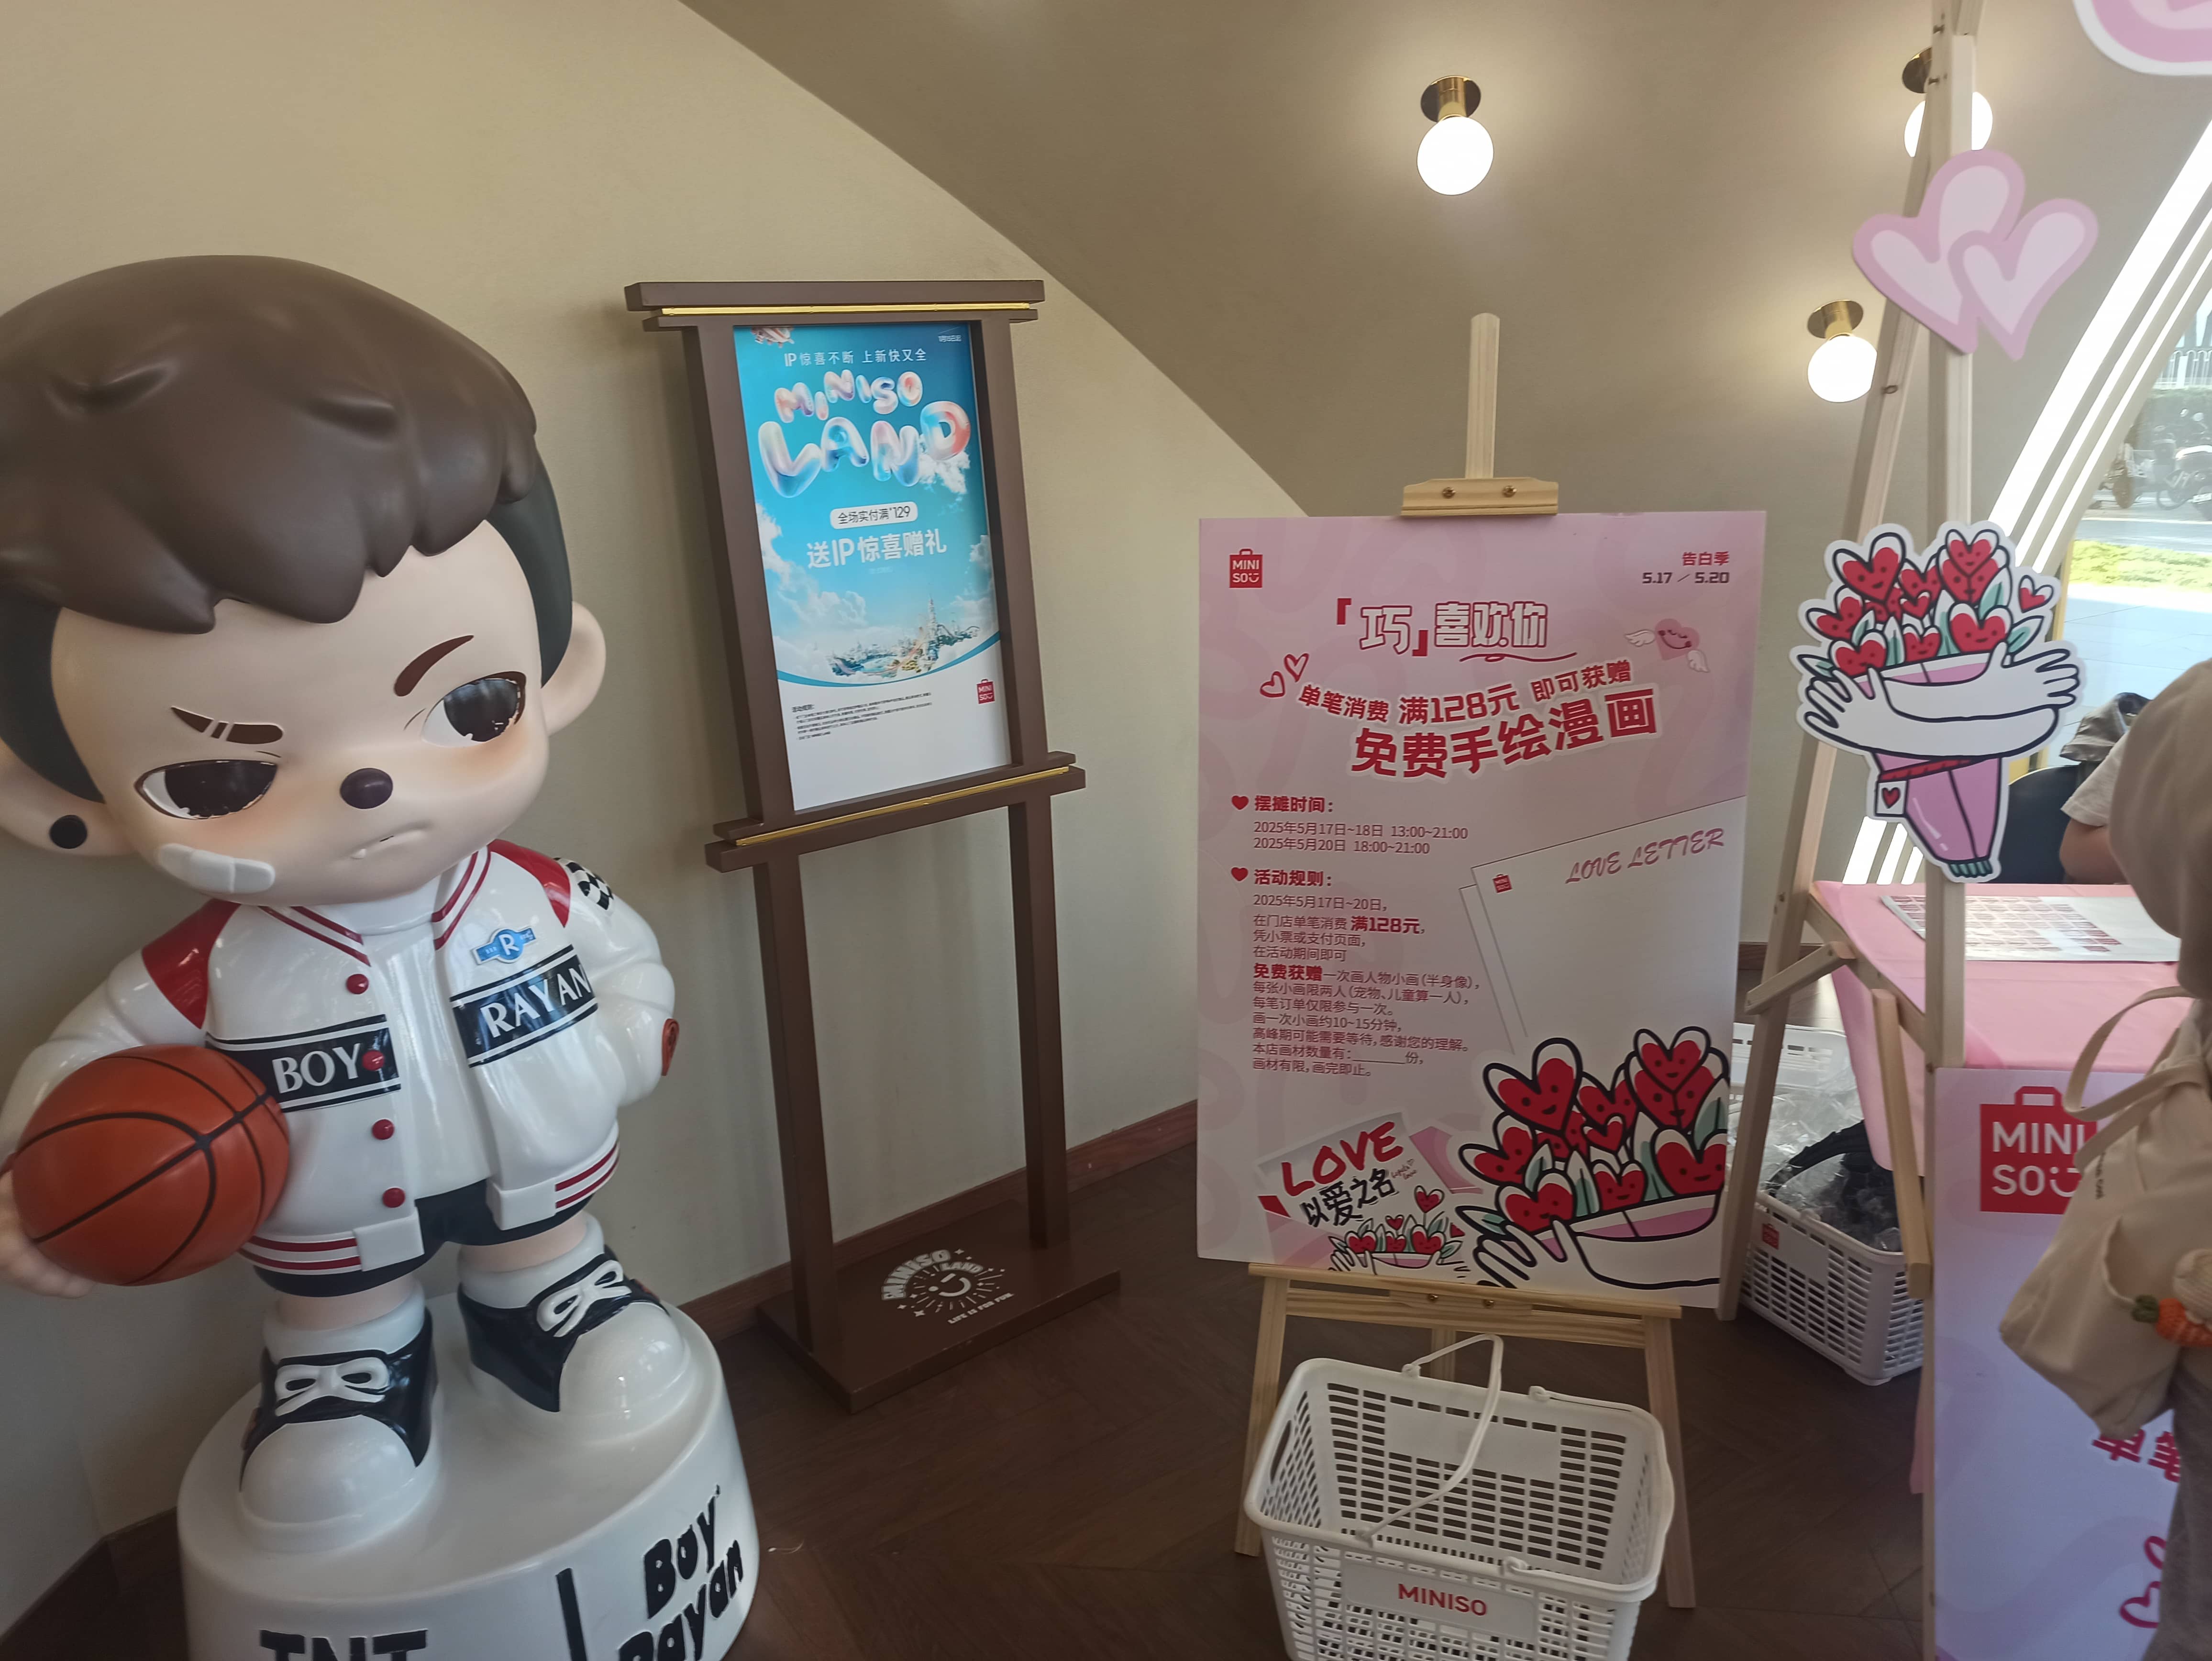 BOY
RAYAN
R
TNT
Boy
Rayan
IP惊喜不断 上新快又全
MINISO
LAND
全场实付满¥129
送IP惊喜赠礼
MINI
SO
MINISO
LAND
LIFE IS FOR FUN
MINI
SO
告白季
5.17 / 5.20
「巧」喜欢你
单笔消费 满128元 即可获赠
免费手绘漫画
摆摊时间:
2025年5月17日~18日 13:00~21:00
2025年5月20日 18:00~21:00
活动规则:
2025年5月17日~20日,
在门店单笔消费 满128元,
凭小票或支付页面,
在活动期间即可
免费获赠一次画人物小画(半身像),
每张小画限两人(宠物、儿童算一人),
每笔订单仅限参与一次。
画一次小画约10~15分钟,
高峰期可能需要等待,感谢您的理解。
本店画材数量有:______份,
画材有限,画完即止。
LOVE LETTER
LOVE
以爱之名
MINISO
MINI
SO
单笔